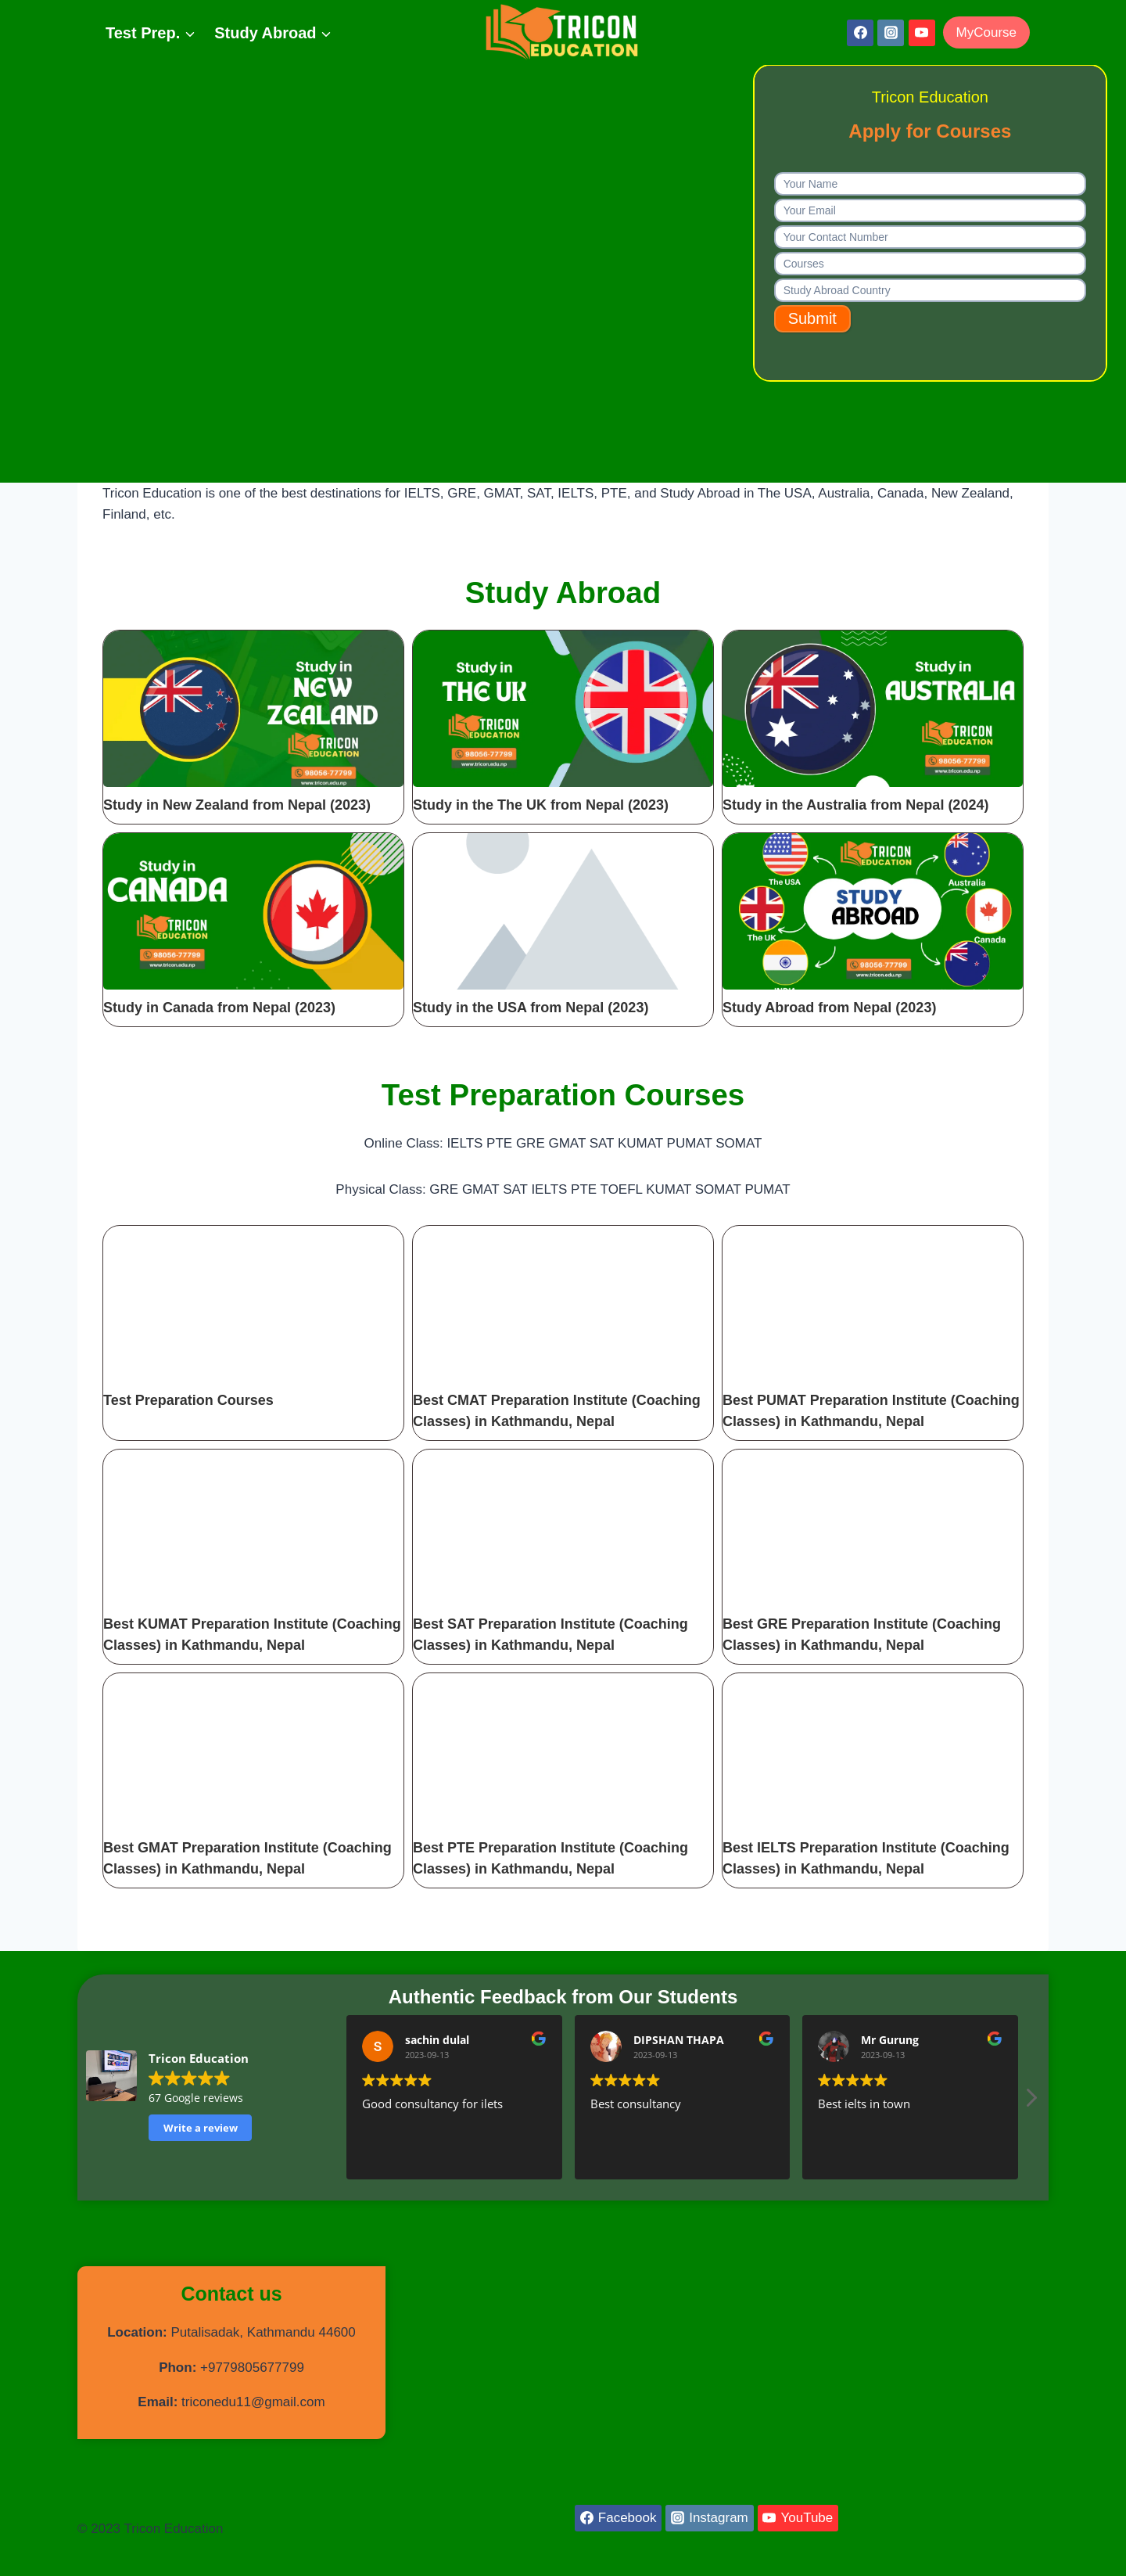 Test Prep.
Study Abroad
TRICON
EDUCATION
MyCourse
Tricon Education
Apply for Courses
Your Name
Your Email
Your Contact Number
Courses
Study Abroad Country
Submit
Tricon Education is one of the best destinations for IELTS, GRE, GMAT, SAT, IELTS, PTE, and Study Abroad in The USA, Australia, Canada, New Zealand,
Finland, etc.
Study Abroad
Study in
NEW
ZEALAND
TRICON
EDUCATION
98056-77799
www.tricon.edu.np
Study in New Zealand from Nepal (2023)
Study in
THE UK
TRICON
EDUCATION
98056-77799
www.tricon.edu.np
Study in the The UK from Nepal (2023)
Study in
AUSTRALIA
TRICON
EDUCATION
98056-77799
www.tricon.edu.np
Study in the Australia from Nepal (2024)
Study in
CANADA
TRICON
EDUCATION
98056-77799
www.tricon.edu.np
Study in Canada from Nepal (2023)
Study in the USA from Nepal (2023)
TRICON
EDUCATION
The USA
Australia
STUDY
ABROAD
The UK
Canada
98056-77799
www.tricon.edu.np
INDIA
Study Abroad from Nepal (2023)
Test Preparation Courses
Online Class: IELTS PTE GRE GMAT SAT KUMAT PUMAT SOMAT
Physical Class: GRE GMAT SAT IELTS PTE TOEFL KUMAT SOMAT PUMAT
Test Preparation Courses
Best CMAT Preparation Institute (Coaching
Classes) in Kathmandu, Nepal
Best PUMAT Preparation Institute (Coaching
Classes) in Kathmandu, Nepal
Best KUMAT Preparation Institute (Coaching
Classes) in Kathmandu, Nepal
Best SAT Preparation Institute (Coaching
Classes) in Kathmandu, Nepal
Best GRE Preparation Institute (Coaching
Classes) in Kathmandu, Nepal
Best GMAT Preparation Institute (Coaching
Classes) in Kathmandu, Nepal
Best PTE Preparation Institute (Coaching
Classes) in Kathmandu, Nepal
Best IELTS Preparation Institute (Coaching
Classes) in Kathmandu, Nepal
Authentic Feedback from Our Students
Tricon Education
67 Google reviews
Write a review
S
sachin dulal
2023-09-13
Good consultancy for ilets
DIPSHAN THAPA
2023-09-13
Best consultancy
Mr Gurung
2023-09-13
Best ielts in town
Contact us
Location: Putalisadak, Kathmandu 44600
Phon: +9779805677799
Email: triconedu11@gmail.com
© 2023 Tricon Education
Facebook
Instagram
YouTube